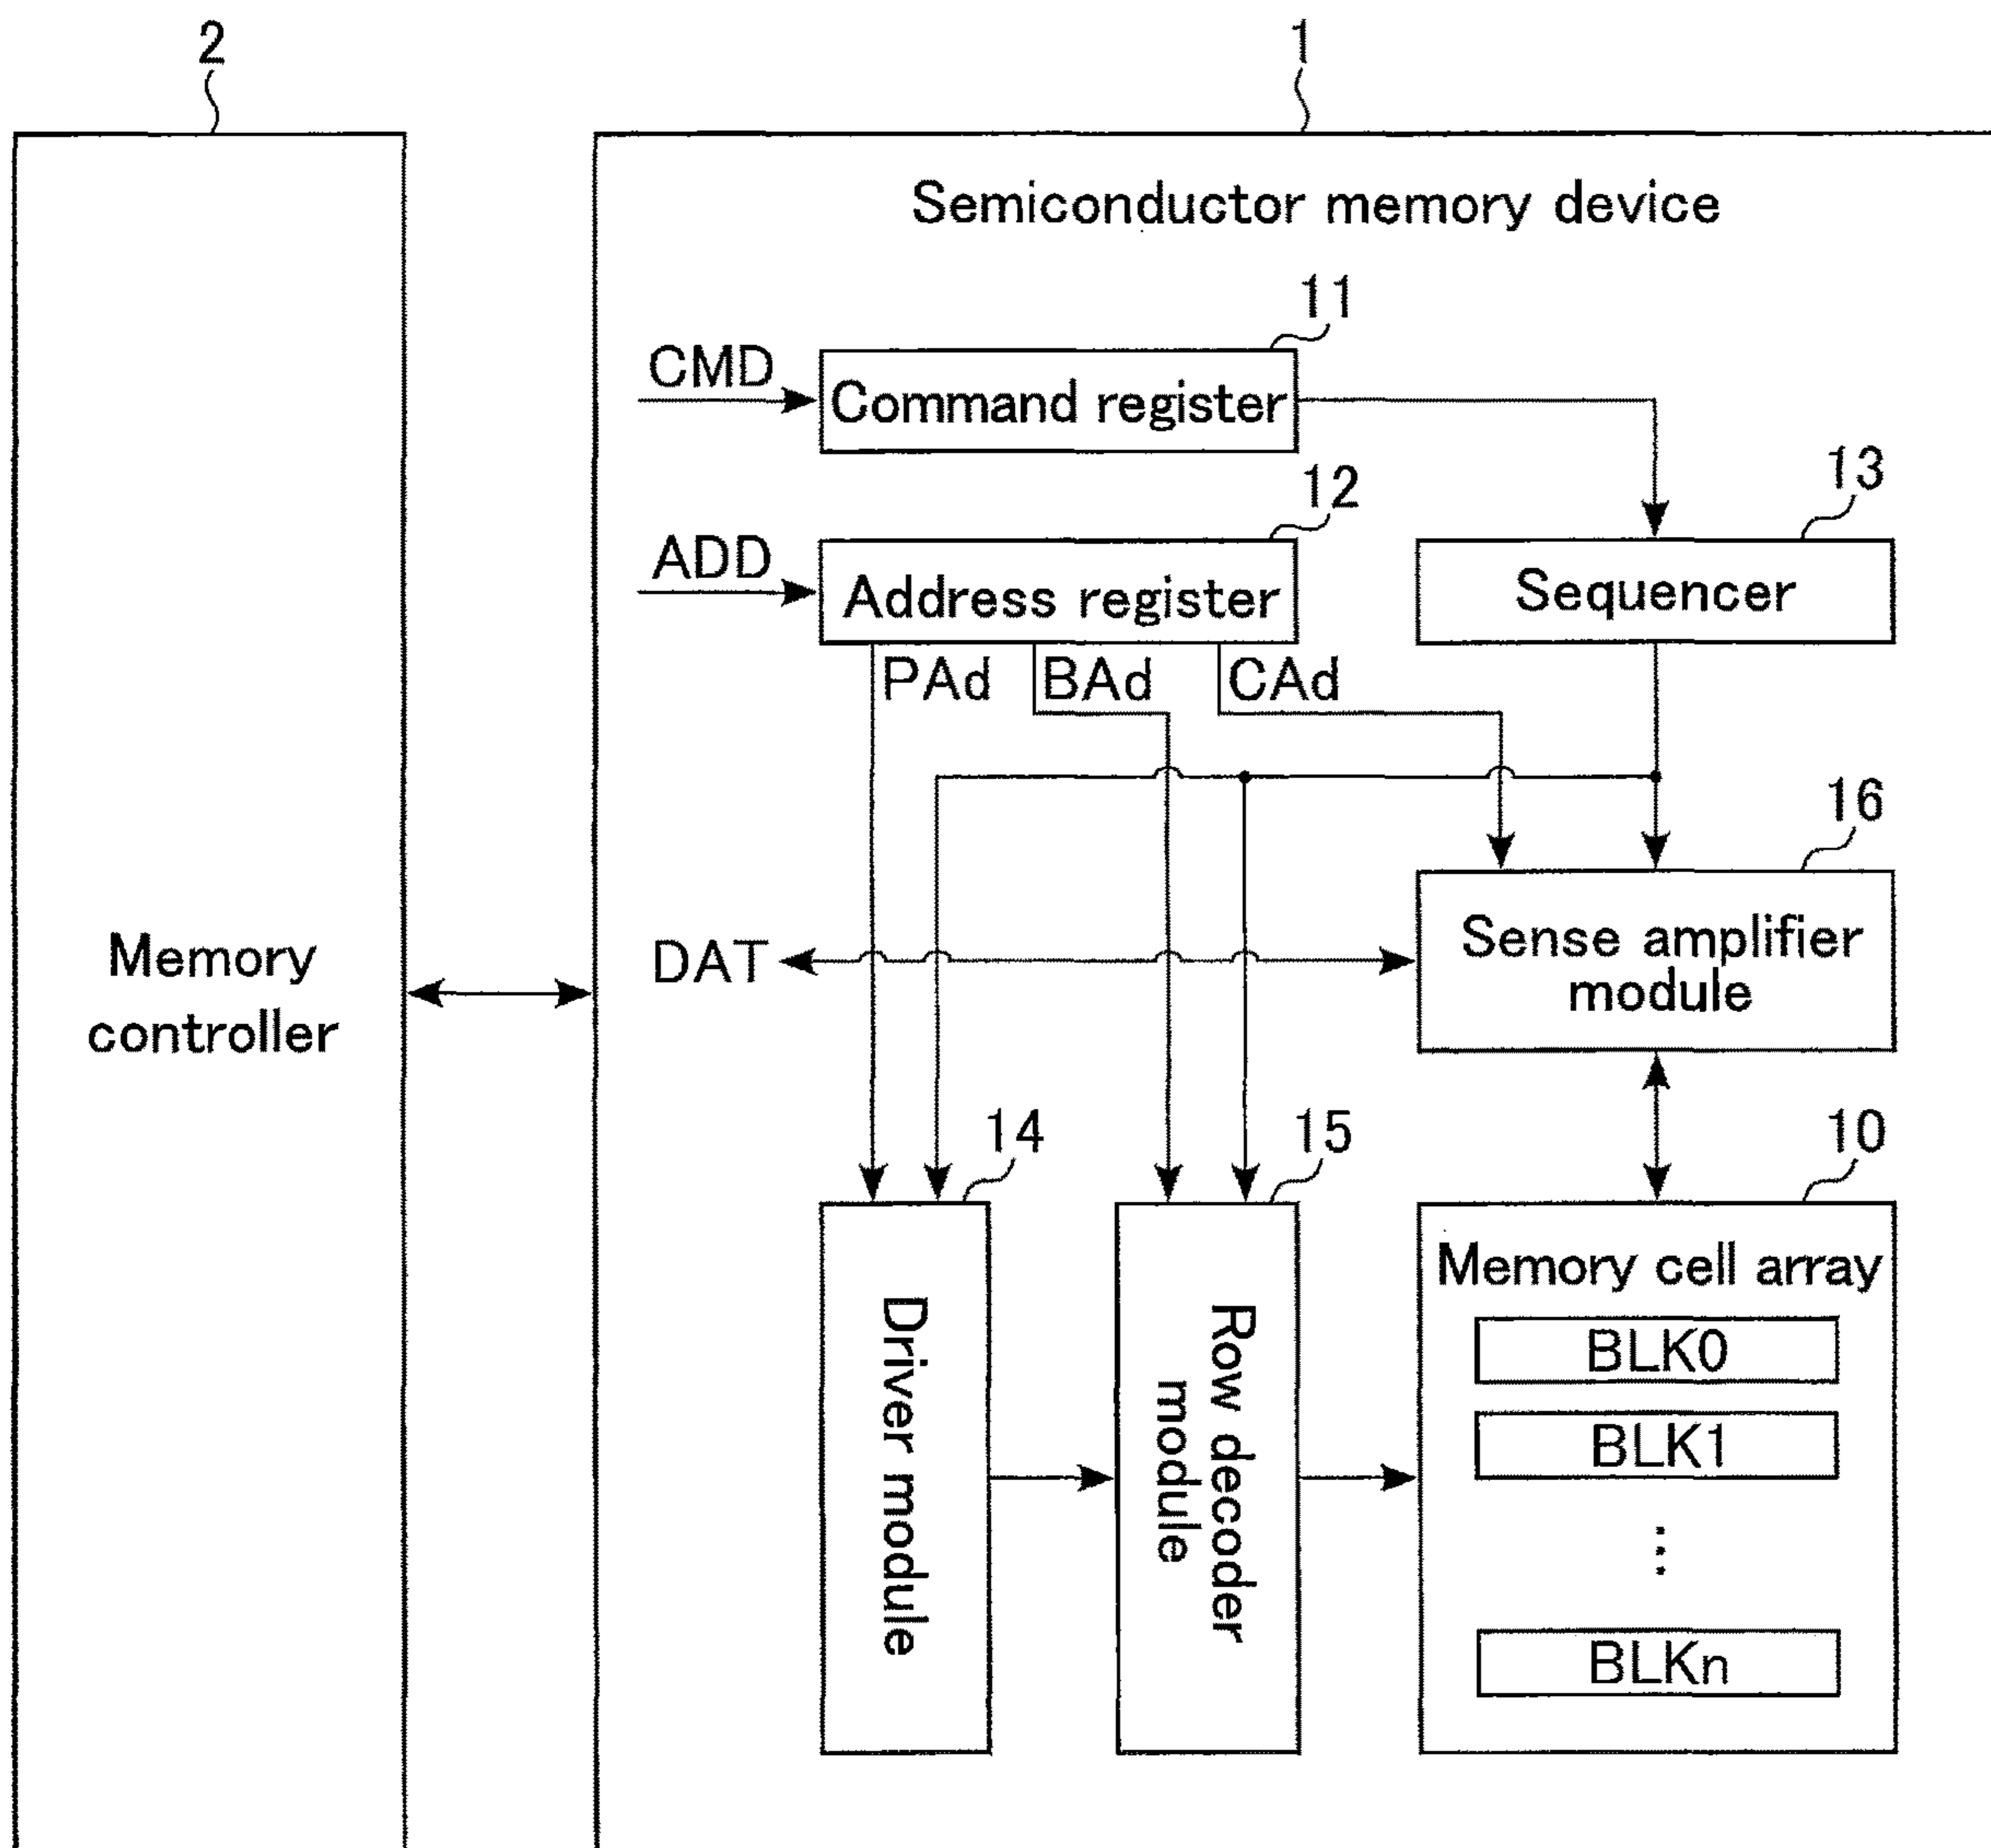 2
1
Semiconductor memory device
11
CMD
Command register
12
13
ADD
Address register
Sequencer
PAd
BAd
CAd
16
Memory
controller
DAT
Sense amplifier
module
14
15
10
Driver module
Row decoder
module
Memory cell array
BLK0
BLK1
⋮
BLKn